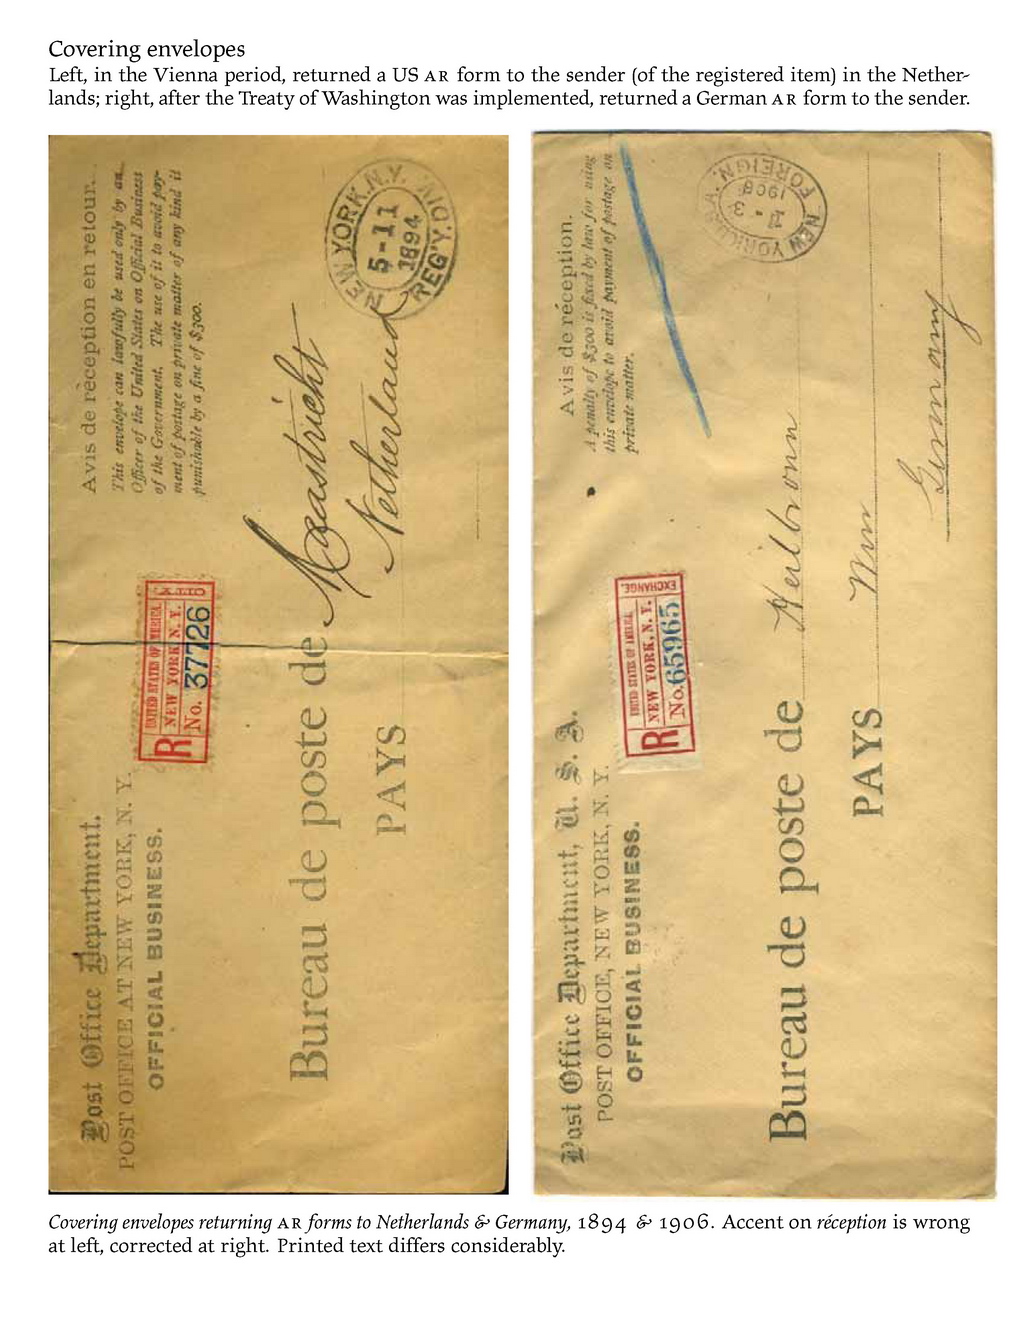 Covering envelopes
Left, in the Vienna period, returned a US AR form to the sender (of the registered item) in the Nether-
lands; right, after the Treaty of Washington was implemented, returned a German AR form to the sender.
Post Office Department.
POST OFFICE AT NEW YORK, N. Y.
OFFICIAL BUSINESS.
Avis de rèception en retour.
This envelope can lawfully be used only by an
Officer of the United States on Official Business
of the Government. The use of it to avoid pay-
ment of postage on private matter of any kind is
punishable by a fine of $300.
UNITED STATES OF AMERICA.
R NEW YORK, N. Y.
No. 37726
NEW YORK, N.Y.
5-11
1894
REG'Y. DIV.
Bureau de poste de Maastricht
PAYS Netherland
Post Office Department, U. S. A.
POST OFFICE, NEW YORK, N. Y.
OFFICIAL BUSINESS.
Avis de réception.
A penalty of $300 is fixed by law for using
this envelope to avoid payment of postage on
private matter.
UNITED STATES OF AMERICA.
R NEW YORK, N. Y.
EXCHANGE.
No. 65965
NEW YORK
FOREIGN.
Bureau de poste de Heilbronn
PAYS
Germany
Covering envelopes returning AR forms to Netherlands & Germany, 1894 & 1906. Accent on réception is wrong
at left, corrected at right. Printed text differs considerably.